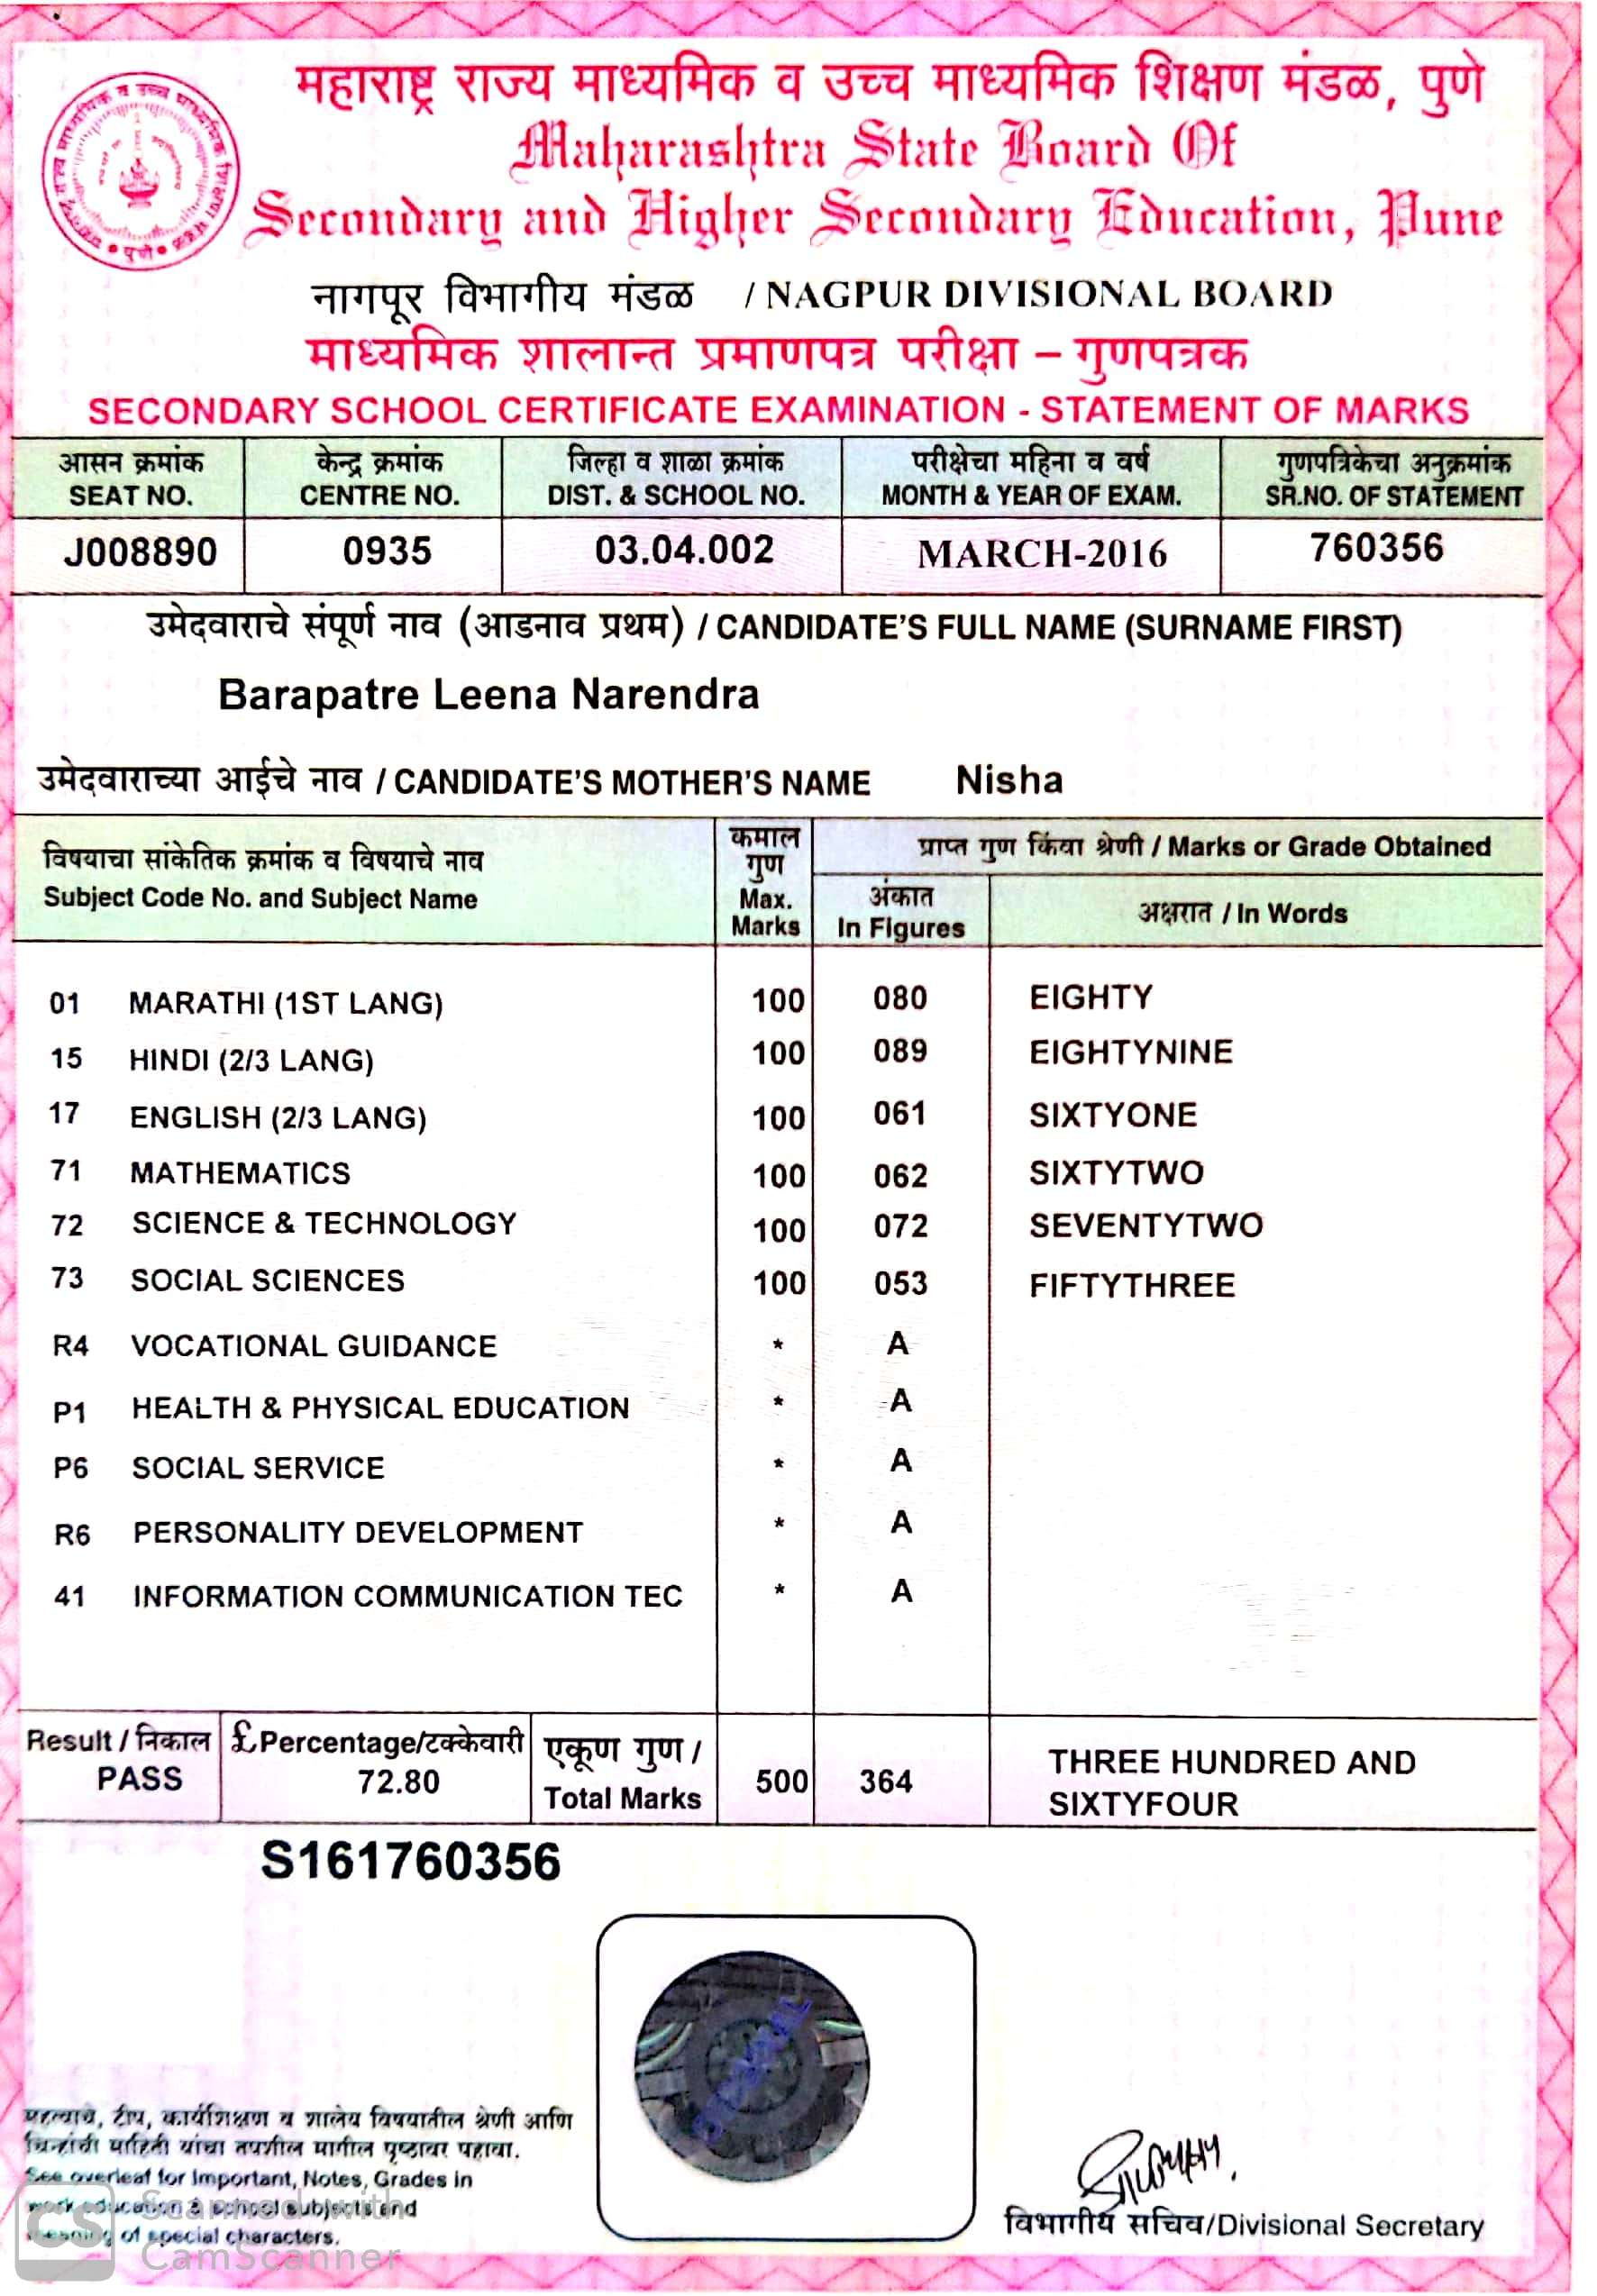 महाराष्ट्र राज्य माध्यमिक व उच्च माध्यमिक शिक्षण मंडळ, पुणे
Maharashtra State Board Of
Secondary and Higher Secondary Education, Pune
नागपूर विभागीय मंडळ / NAGPUR DIVISIONAL BOARD
माध्यमिक शालान्त प्रमाणपत्र परीक्षा – गुणपत्रक
SECONDARY SCHOOL CERTIFICATE EXAMINATION - STATEMENT OF MARKS
आसन क्रमांक केन्द्र क्रमांक जिल्हा व शाळा क्रमांक परीक्षेचा महिना व वर्ष गुणपत्रिकेचा अनुक्रमांक
SEAT NO. CENTRE NO. DIST. & SCHOOL NO. MONTH & YEAR OF EXAM. SR.NO. OF STATEMENT
J008890 0935 03.04.002 MARCH-2016 760356
उमेदवाराचे संपूर्ण नाव (आडनाव प्रथम) / CANDIDATE'S FULL NAME (SURNAME FIRST)
Barapatre Leena Narendra
उमेदवाराच्या आईचे नाव / CANDIDATE'S MOTHER'S NAME Nisha
विषयाचा सांकेतिक क्रमांक व विषयाचे नाव
Subject Code No. and Subject Name
कमाल
गुण
Max.
Marks
प्राप्त गुण किंवा श्रेणी / Marks or Grade Obtained
अंकात
In Figures
अक्षरात / In Words
01 MARATHI (1ST LANG) 100 080 EIGHTY
15 HINDI (2/3 LANG) 100 089 EIGHTYNINE
17 ENGLISH (2/3 LANG) 100 061 SIXTYONE
71 MATHEMATICS 100 062 SIXTYTWO
72 SCIENCE & TECHNOLOGY 100 072 SEVENTYTWO
73 SOCIAL SCIENCES 100 053 FIFTYTHREE
R4 VOCATIONAL GUIDANCE * A
P1 HEALTH & PHYSICAL EDUCATION * A
P6 SOCIAL SERVICE * A
R6 PERSONALITY DEVELOPMENT * A
41 INFORMATION COMMUNICATION TEC * A
Result / निकाल £ Percentage/टक्केवारी एकूण गुण /
PASS 72.80 Total Marks 500 364 THREE HUNDRED AND
SIXTYFOUR
S161760356
महत्वाचे, टीप, कार्यशिक्षण व शालेय विषयातील श्रेणी आणि
चिन्हांची माहिती यांचा तपशील मागील पृष्ठावर पहावा.
See overleaf for Important, Notes, Grades in
work education & school subjects and
meaning of special characters.
विभागीय सचिव/Divisional Secretary
CS Scanned with
CamScanner